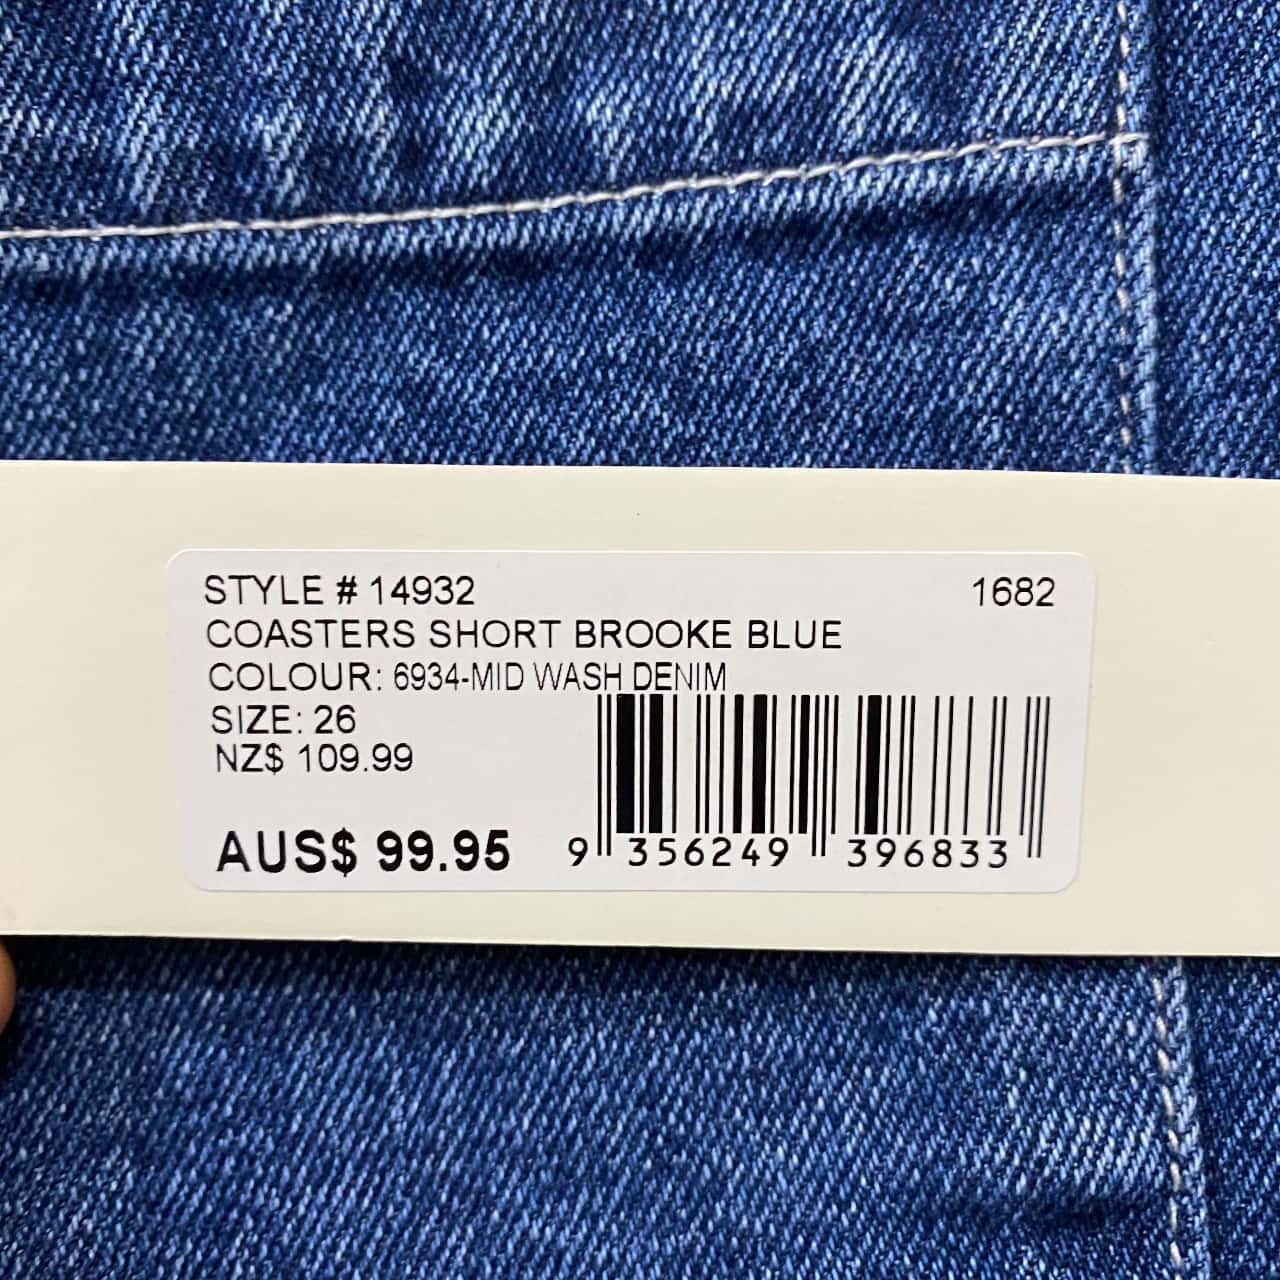 STYLE # 14932 1682
COASTERS SHORT BROOKE BLUE
COLOUR: 6934-MID WASH DENIM
SIZE: 26
NZ$ 109.99
AUS$ 99.95
9 356249 396833